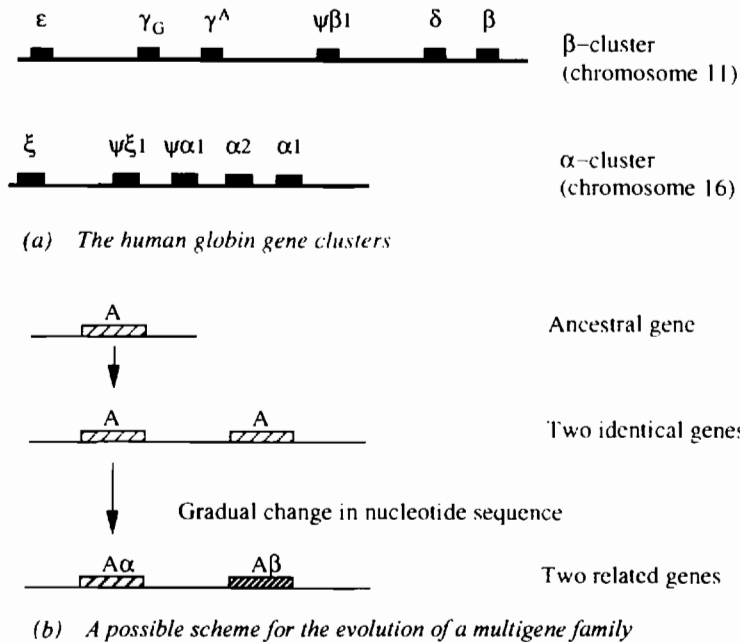 ε γG γA ψβ1 δ β
β-cluster
(chromosome 11)
ξ ψξ1 ψα1 α2 α1
α-cluster
(chromosome 16)
(a) The human globin gene clusters
A
Ancestral gene
A A
Two identical genes
Gradual change in nucleotide sequence
Aα Aβ
Two related genes
(b) A possible scheme for the evolution of a multigene family